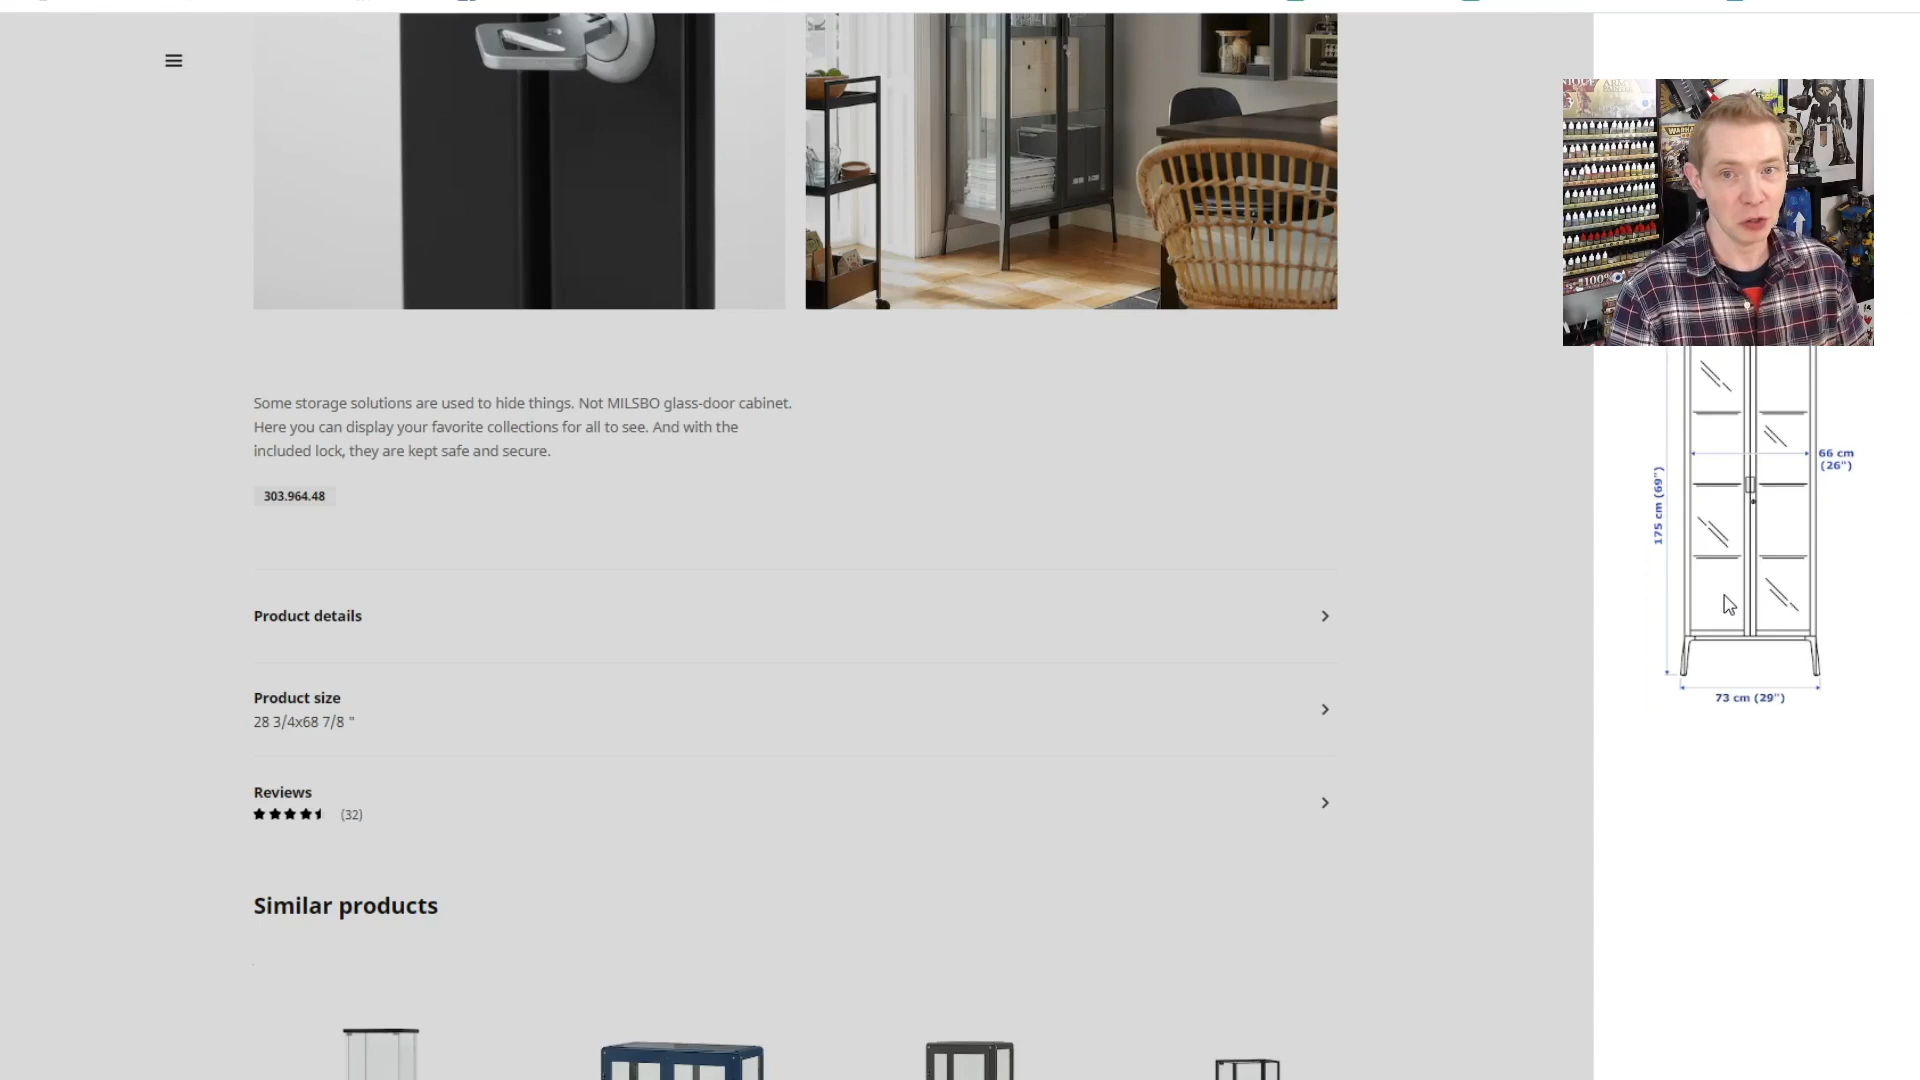 Some storage solutions are used to hide things. Not MILSBO glass-door cabinet.
Here you can display your favorite collections for all to see. And with the
included lock, they are kept safe and secure.
303.964.48
Product details
Product size
28 3/4x68 7/8 "
Reviews
(32)
Similar products
ARMY
100%
66 cm
(26")
175 cm (69")
73 cm (29")